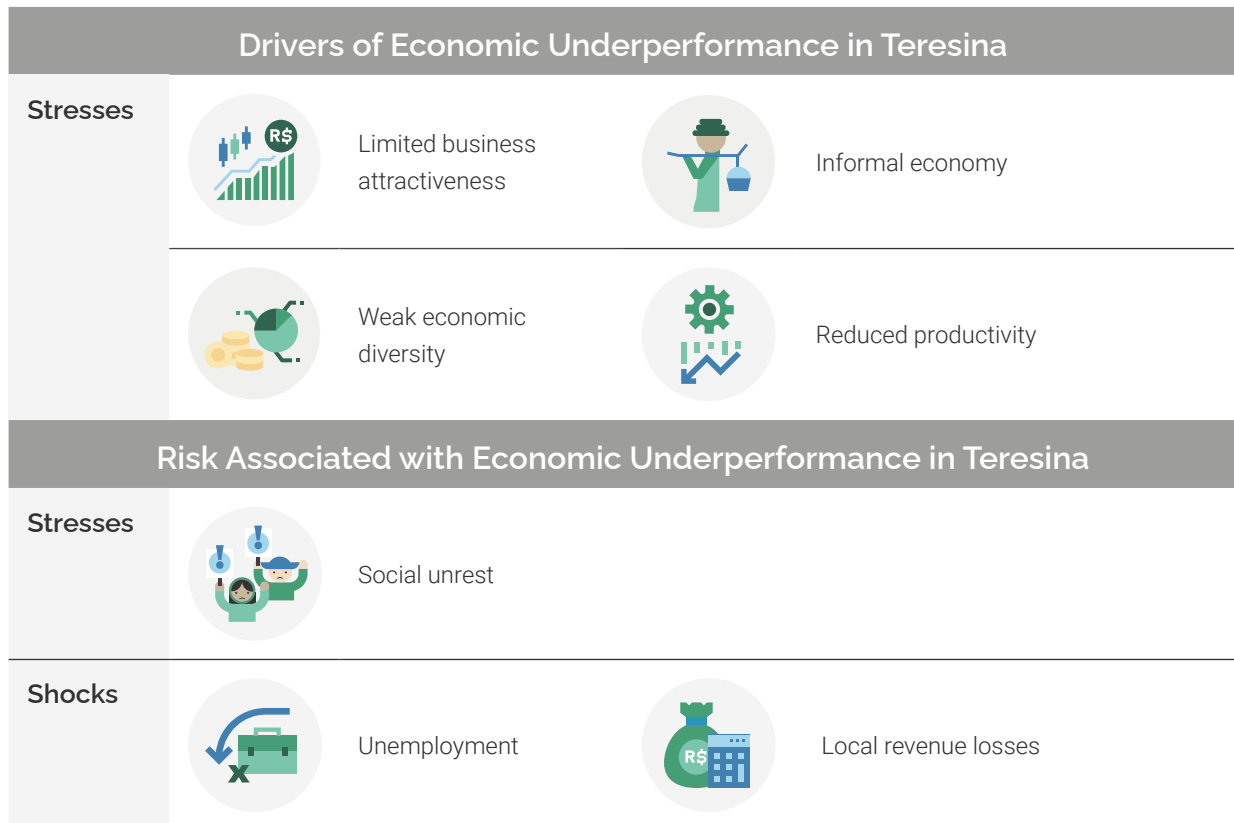 Drivers of Economic Underperformance in Teresina
Stresses
R$
Limited business
attractiveness
Informal economy
Weak economic
diversity
Reduced productivity
Risk Associated with Economic Underperformance in Teresina
Stresses
Social unrest
Shocks
Unemployment
R$
Local revenue losses